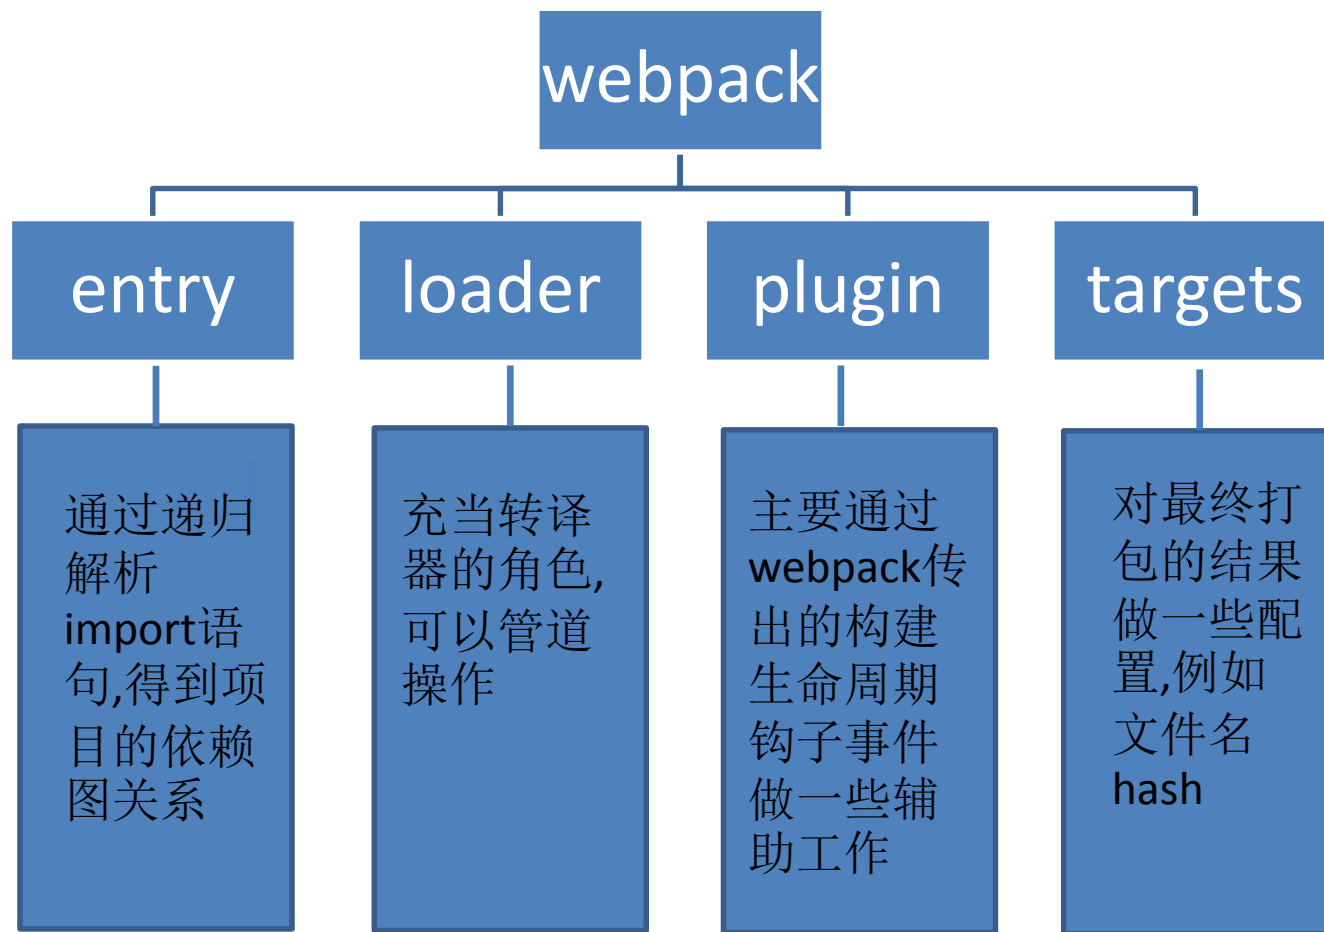 webpack
entry
loader
plugin
targets
通过递归
解析
import语
句,得到项
目的依赖
图关系
充当转译
器的角色,
可以管道
操作
主要通过
webpack传
出的构建
生命周期
钩子事件
做一些辅
助工作
对最终打
包的结果
做一些配
置,例如
文件名
hash